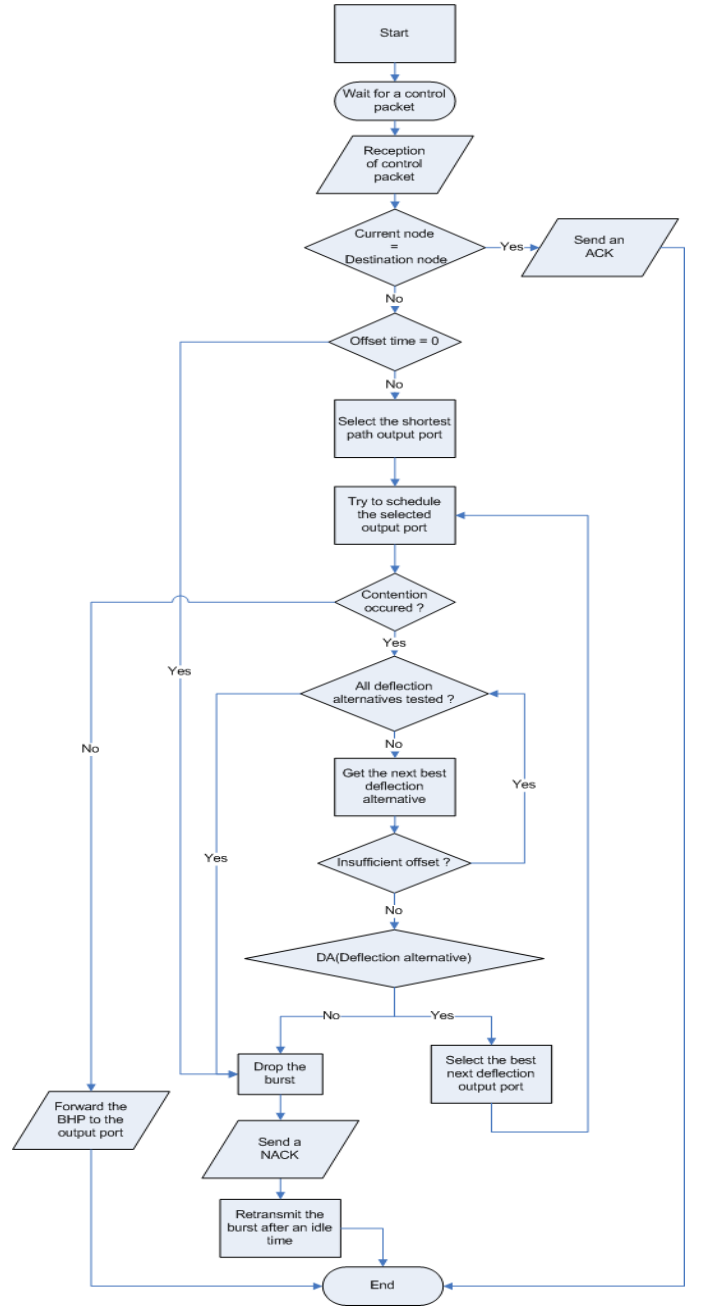 Start
Wait for a control
packet
Reception
of control
packet
Current node
=
Destination node
Yes
Send an
ACK
No
Offset time = 0
No
Select the shortest
path output port
Try to schedule
the selected
output port
Contention
occured ?
Yes
Yes
All deflection
alternatives tested ?
No
No
Get the next best
deflection
alternative
Yes
Yes
Insufficient offset ?
No
DA(Deflection alternative)
No
Yes
Drop the
burst
Select the best
next deflection
output port
Forward the
BHP to the
output port
Send a
NACK
Retransmit the
burst after an idle
time
End